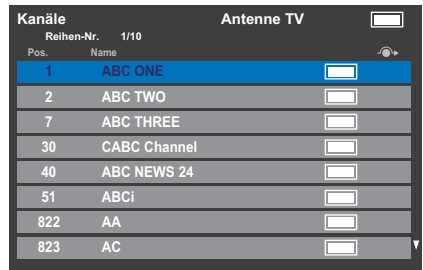 Kanäle Antenne TV
Reihen-Nr. 1/10
Pos. Name
1 ABC ONE
2 ABC TWO
7 ABC THREE
30 CABC Channel
40 ABC NEWS 24
51 ABCi
822 AA
823 AC